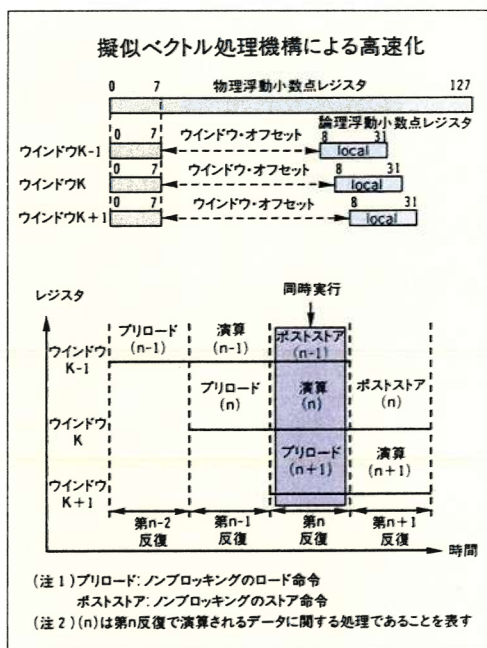 擬似ベクトル処理機構による高速化
0 7 物理浮動小数点レジスタ 127
論理浮動小数点レジスタ
ウインドウK-1 0 7 ウインドウ・オフセット 8 31 local
ウインドウK 0 7 ウインドウ・オフセット 8 31 local
ウインドウK+1 0 7 ウインドウ・オフセット 8 31 local
同時実行
レジスタ
ウインドウ
K-1
プリロード
(n-1)
演算
(n-1)
ポストストア
(n-1)
ウインドウ
K
プリロード
(n)
演算
(n)
ポストストア
(n)
ウインドウ
K+1
プリロード
(n+1)
演算
(n+1)
第n-2
反復
第n-1
反復
第n
反復
第n+1
反復
時間
(注1)プリロード:ノンブロッキングのロード命令
ポストストア:ノンブロッキングのストア命令
(注2)(n)は第n反復で演算されるデータに関する処理であることを表す